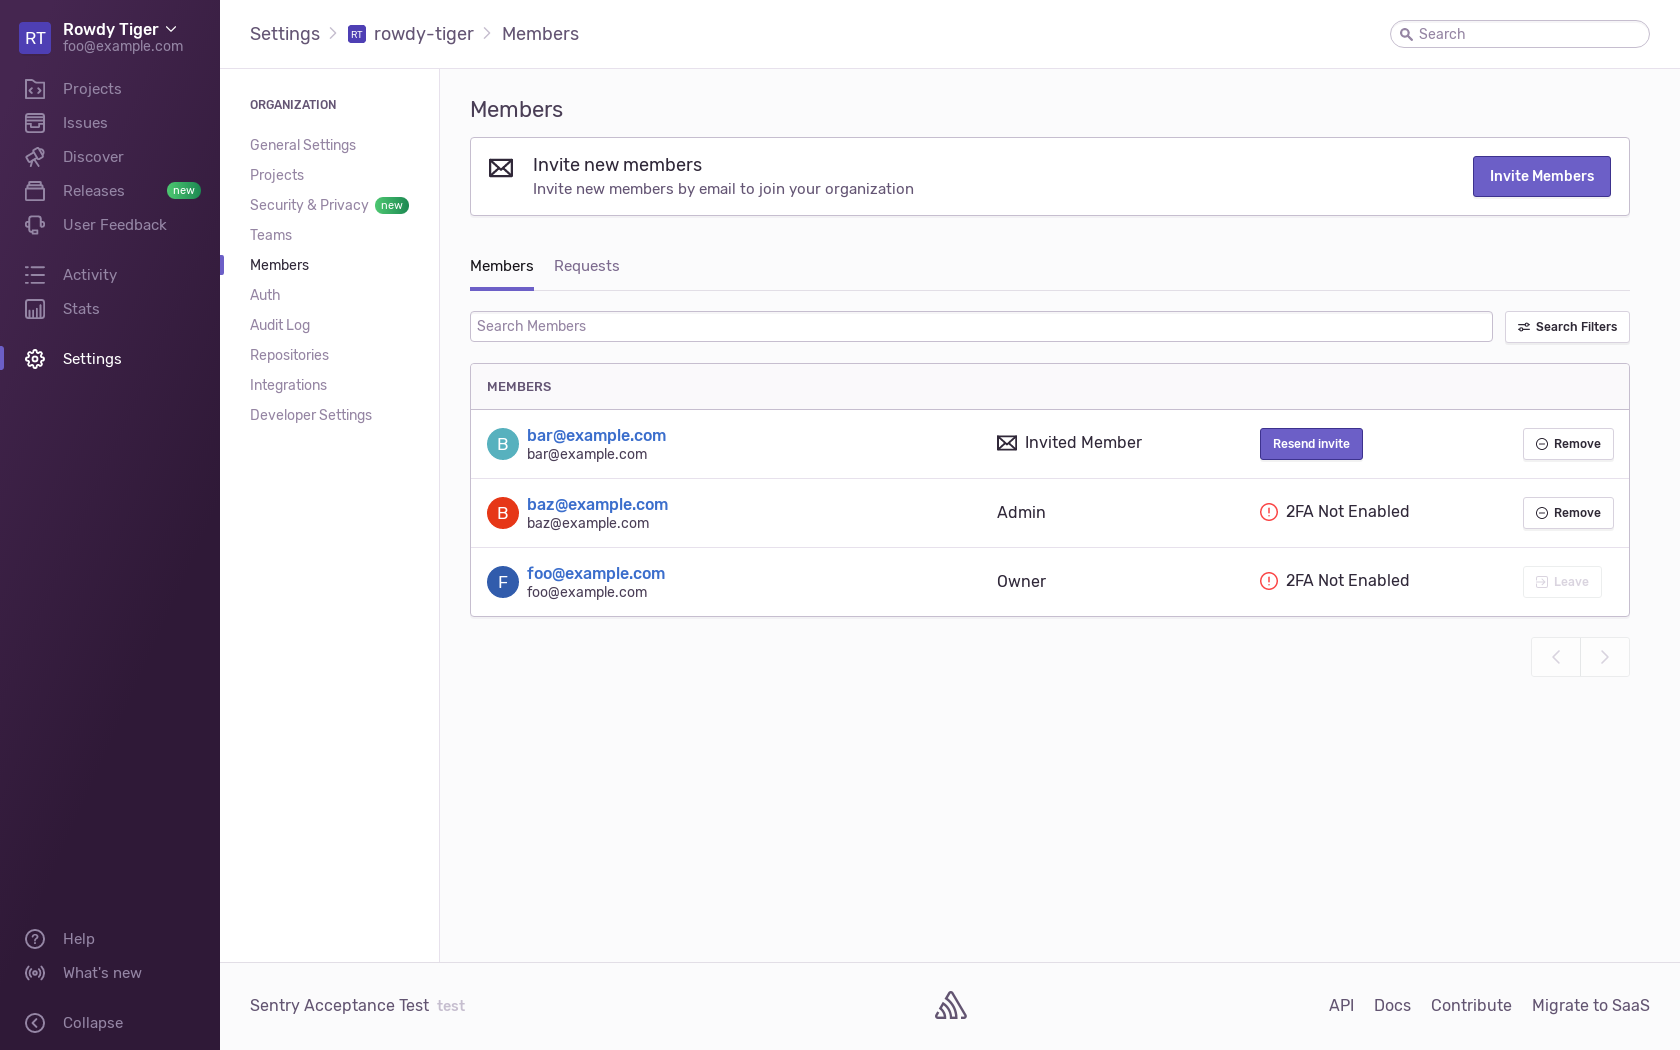 RT
Rowdy Tiger
foo@example.com
Projects
Issues
Discover
Releases new
User Feedback
Activity
Stats
Settings
Help
What's new
Collapse
Settings RT rowdy-tiger Members
Search
ORGANIZATION
General Settings
Projects
Security & Privacy new
Teams
Members
Auth
Audit Log
Repositories
Integrations
Developer Settings
Members
Invite new members
Invite new members by email to join your organization
Invite Members
Members Requests
Search Members
Search Filters
MEMBERS
B
bar@example.com
bar@example.com
Invited Member
Resend invite
Remove
B
baz@example.com
baz@example.com
Admin
2FA Not Enabled
Remove
F
foo@example.com
foo@example.com
Owner
2FA Not Enabled
Leave
Sentry Acceptance Test test
API Docs Contribute Migrate to SaaS